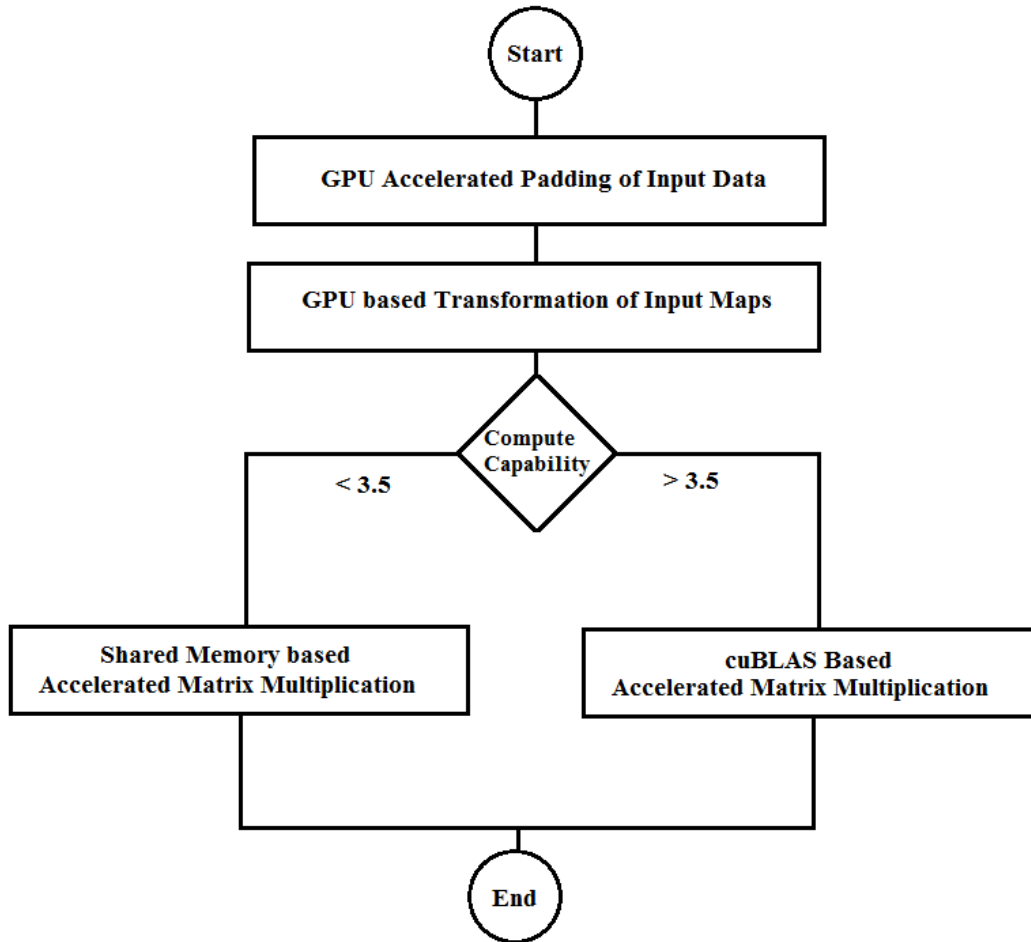 Start
GPU Accelerated Padding of Input Data
GPU based Transformation of Input Maps
Compute
Capability
< 3.5
> 3.5
Shared Memory based
Accelerated Matrix Multiplication
cuBLAS Based
Accelerated Matrix Multiplication
End